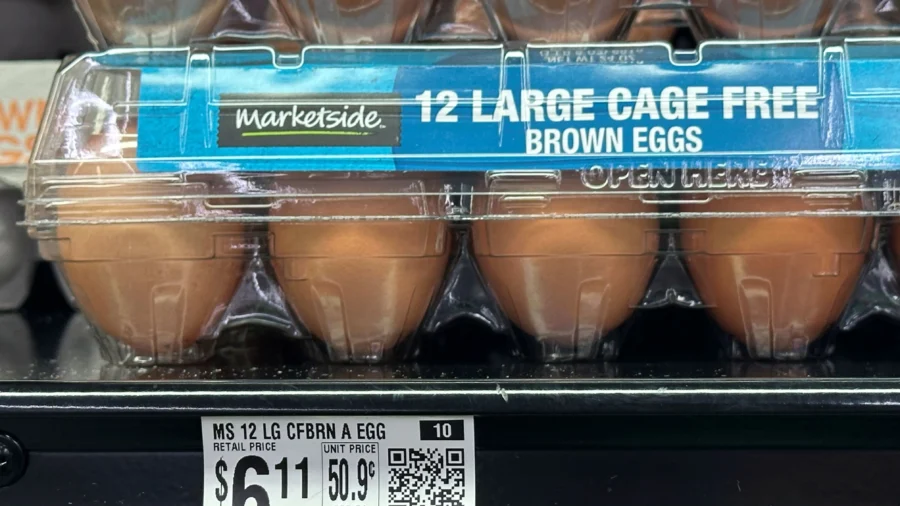 marketside
12 LARGE CAGE FREE
BROWN EGGS
OPEN HERE
MS 12 LG CFBRN A EGG 10
RETAIL PRICE
UNIT PRICE
$6.11
50.9¢